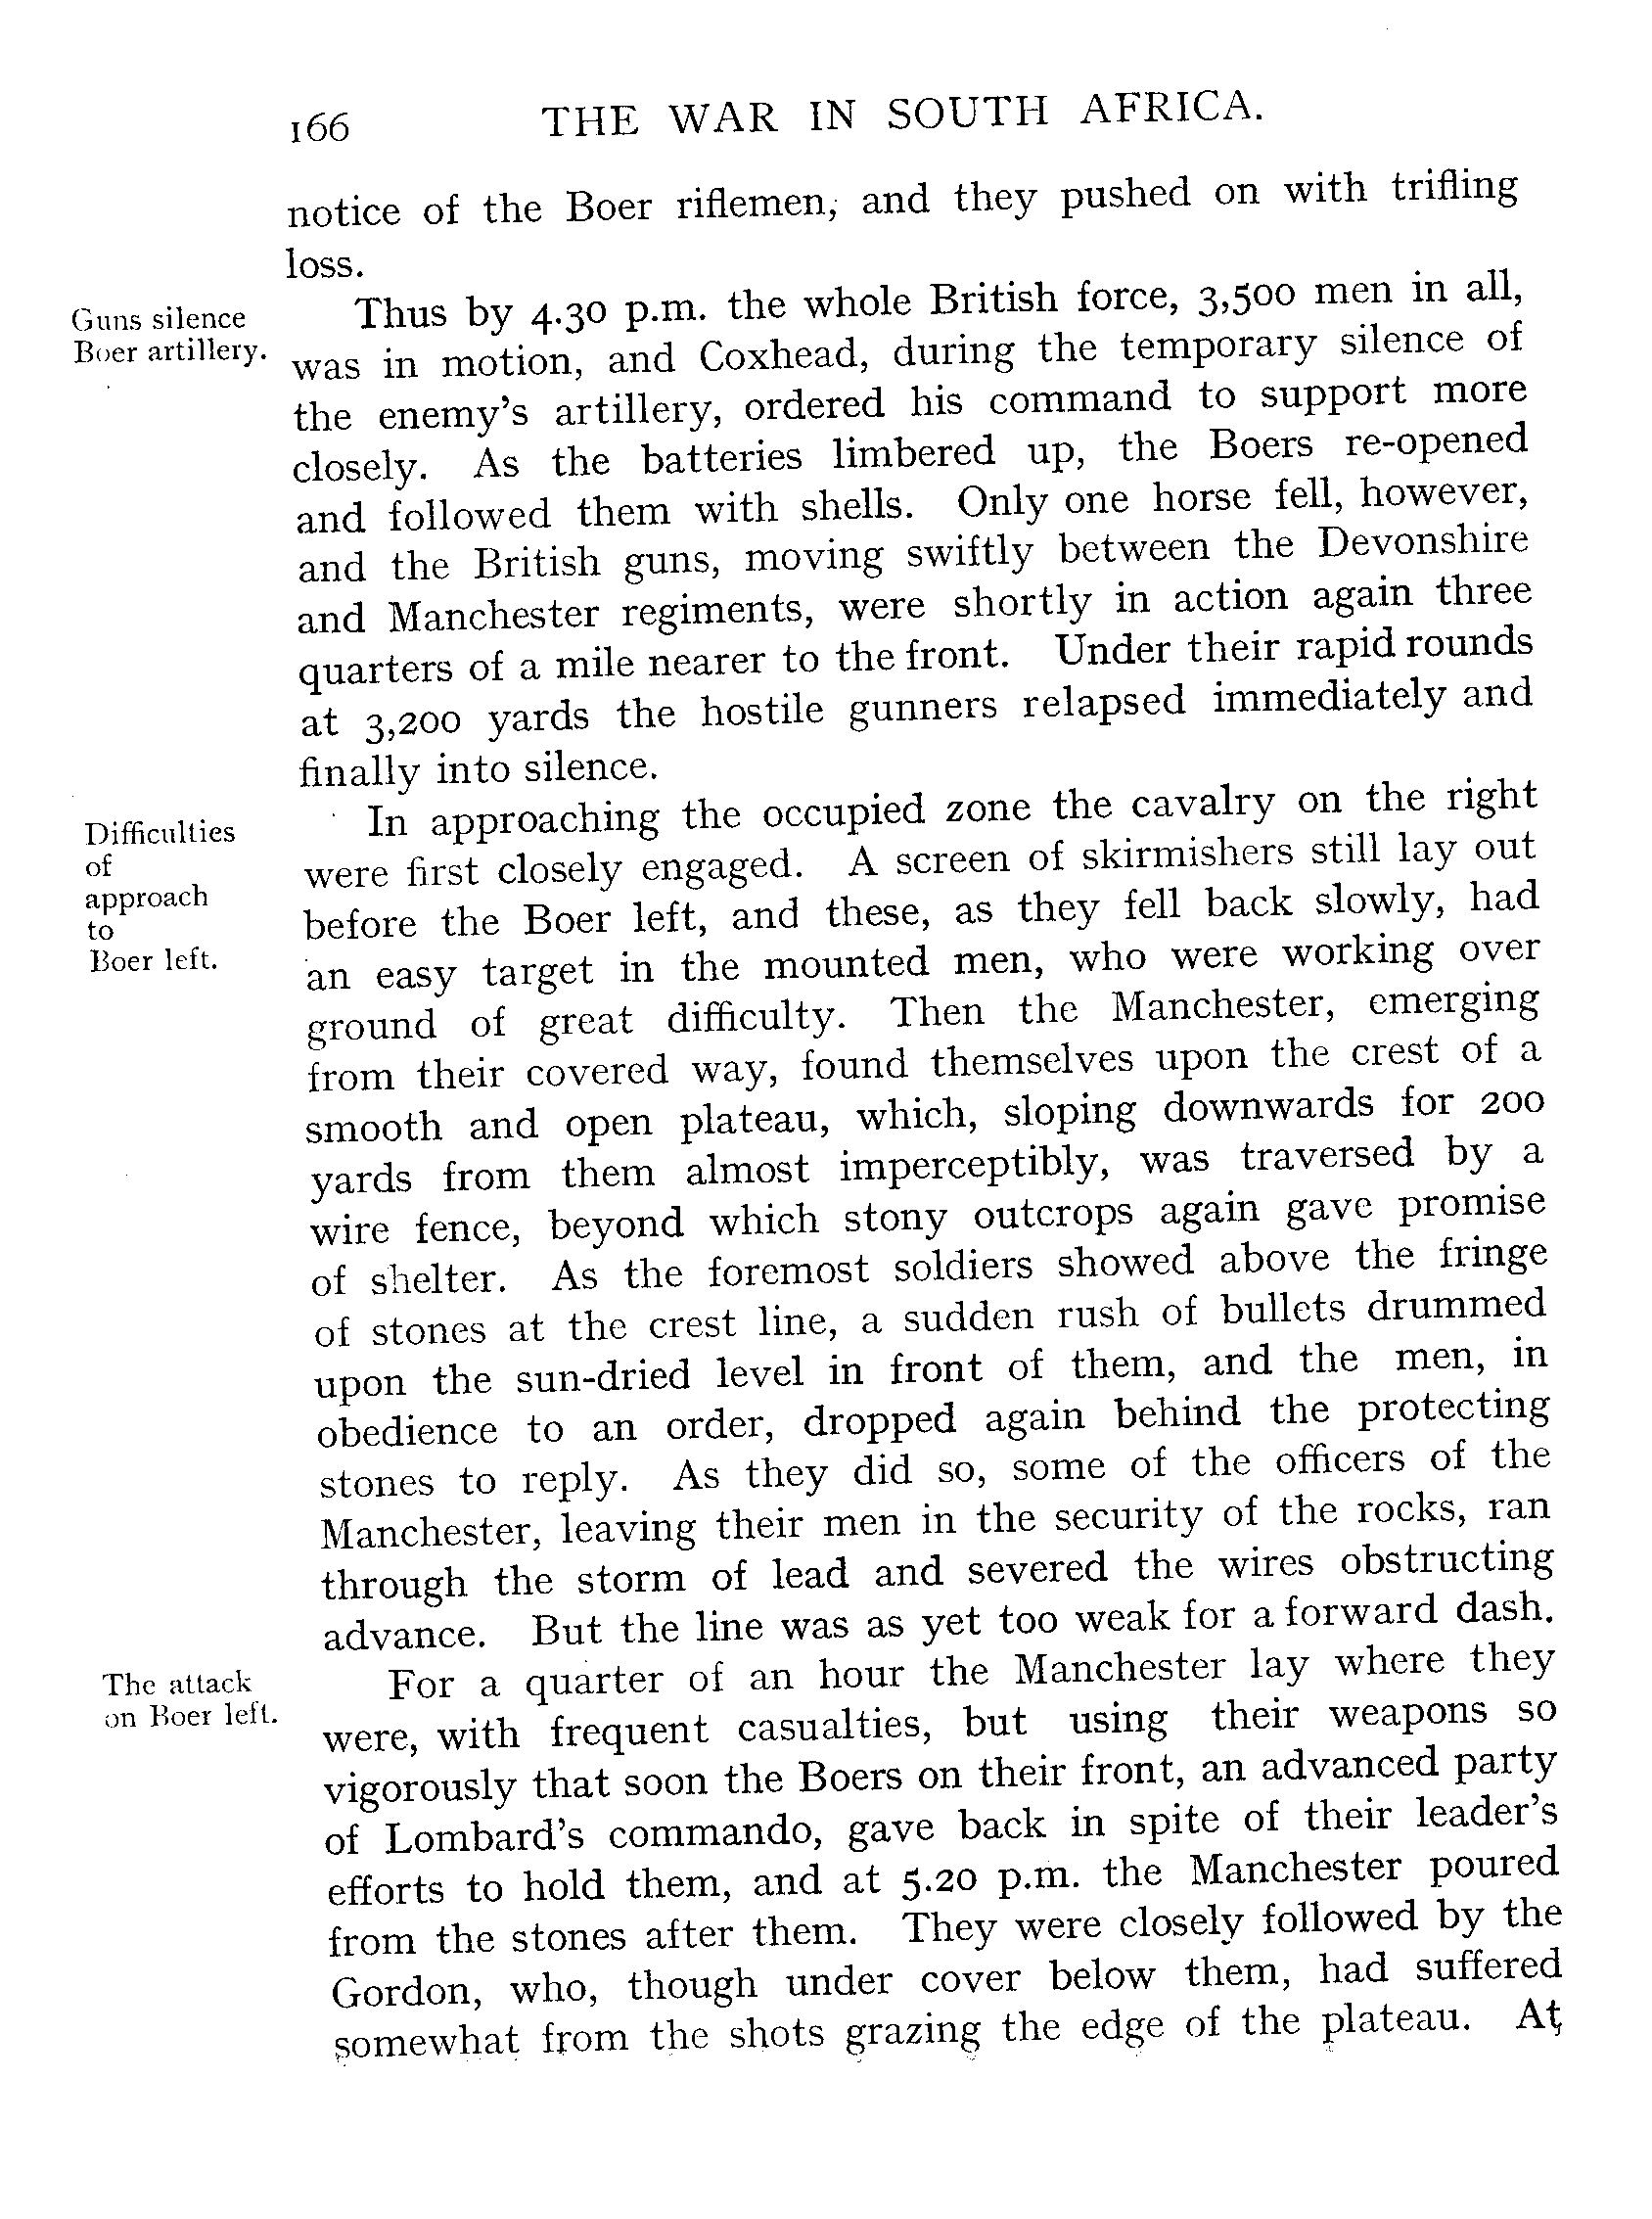 166 THE WAR IN SOUTH AFRICA.
notice of the Boer riflemen, and they pushed on with trifling
loss.
Guns silence
Boer artillery.
Thus by 4.30 p.m. the whole British force, 3,500 men in all,
was in motion, and Coxhead, during the temporary silence of
the enemy's artillery, ordered his command to support more
closely. As the batteries limbered up, the Boers re-opened
and followed them with shells. Only one horse fell, however,
and the British guns, moving swiftly between the Devonshire
and Manchester regiments, were shortly in action again three
quarters of a mile nearer to the front. Under their rapid rounds
at 3,200 yards the hostile gunners relapsed immediately and
finally into silence.
Difficulties
of
approach
to
Boer left.
In approaching the occupied zone the cavalry on the right
were first closely engaged. A screen of skirmishers still lay out
before the Boer left, and these, as they fell back slowly, had
an easy target in the mounted men, who were working over
ground of great difficulty. Then the Manchester, emerging
from their covered way, found themselves upon the crest of a
smooth and open plateau, which, sloping downwards for 200
yards from them almost imperceptibly, was traversed by a
wire fence, beyond which stony outcrops again gave promise
of shelter. As the foremost soldiers showed above the fringe
of stones at the crest line, a sudden rush of bullets drummed
upon the sun-dried level in front of them, and the men, in
obedience to an order, dropped again behind the protecting
stones to reply. As they did so, some of the officers of the
Manchester, leaving their men in the security of the rocks, ran
through the storm of lead and severed the wires obstructing
advance. But the line was as yet too weak for a forward dash.
The attack
on Boer left.
For a quarter of an hour the Manchester lay where they
were, with frequent casualties, but using their weapons so
vigorously that soon the Boers on their front, an advanced party
of Lombard's commando, gave back in spite of their leader's
efforts to hold them, and at 5.20 p.m. the Manchester poured
from the stones after them. They were closely followed by the
Gordon, who, though under cover below them, had suffered
somewhat from the shots grazing the edge of the plateau. At